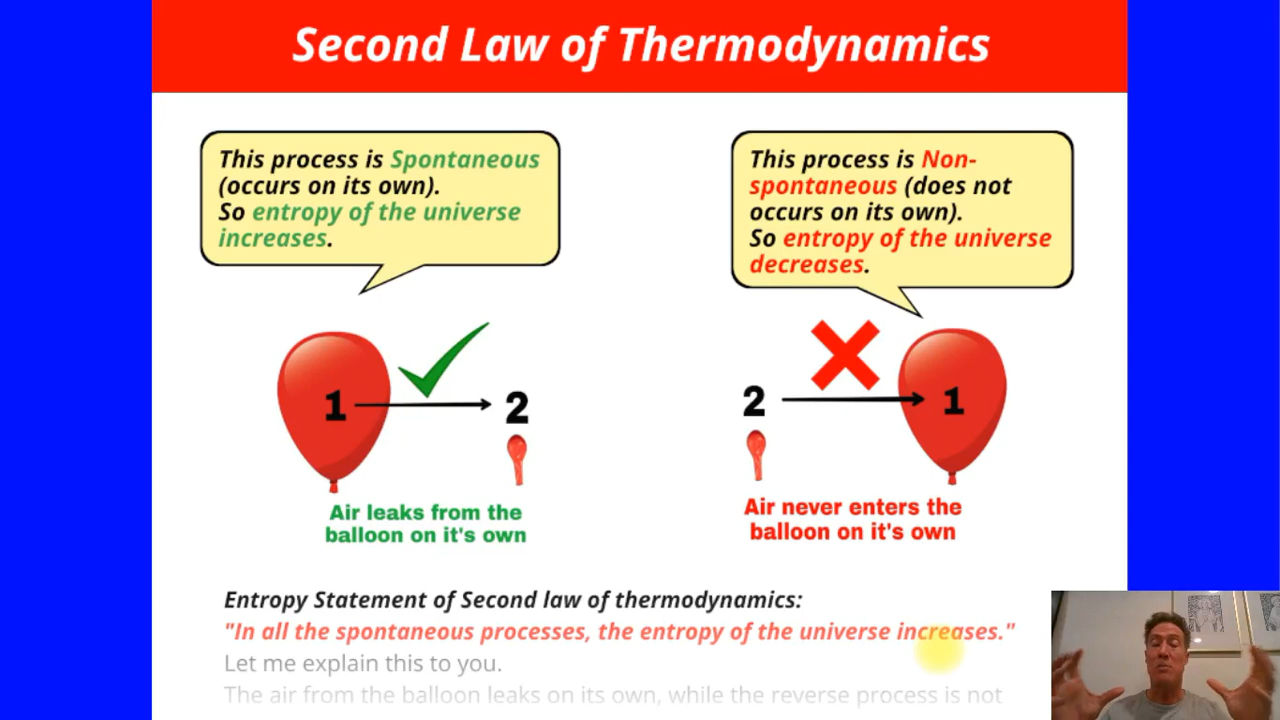 Second Law of Thermodynamics
This process is Spontaneous
(occurs on its own).
So entropy of the universe
increases.
This process is Non-
spontaneous (does not
occurs on its own).
So entropy of the universe
decreases.
1
2
2
1
Air leaks from the
balloon on it's own
Air never enters the
balloon on it's own
Entropy Statement of Second law of thermodynamics:
"In all the spontaneous processes, the entropy of the universe increases."
Let me explain this to you.
The air from the balloon leaks on its own, while the reverse process is not